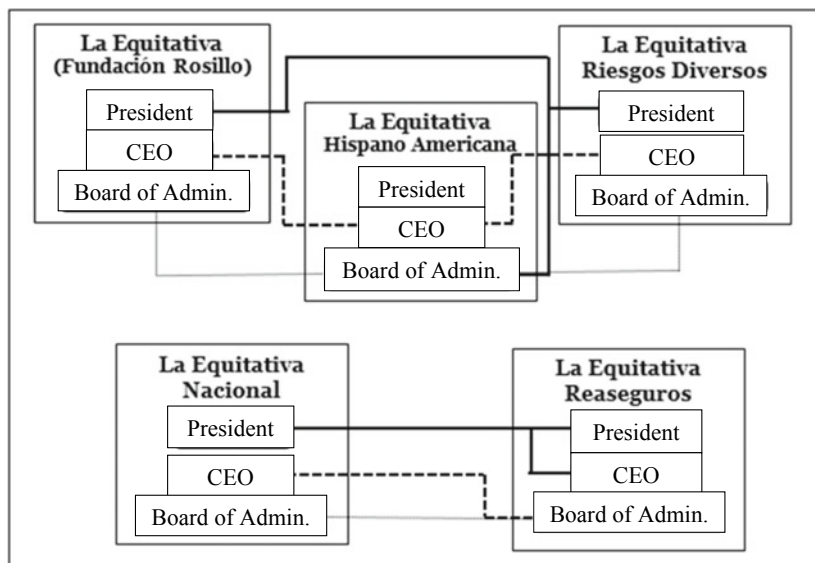 La Equitativa
(Fundación Rosillo)
President
CEO
Board of Admin.
La Equitativa
Hispano Americana
President
CEO
Board of Admin.
La Equitativa
Riesgos Diversos
President
CEO
Board of Admin.
La Equitativa
Nacional
President
CEO
Board of Admin.
La Equitativa
Reaseguros
President
CEO
Board of Admin.